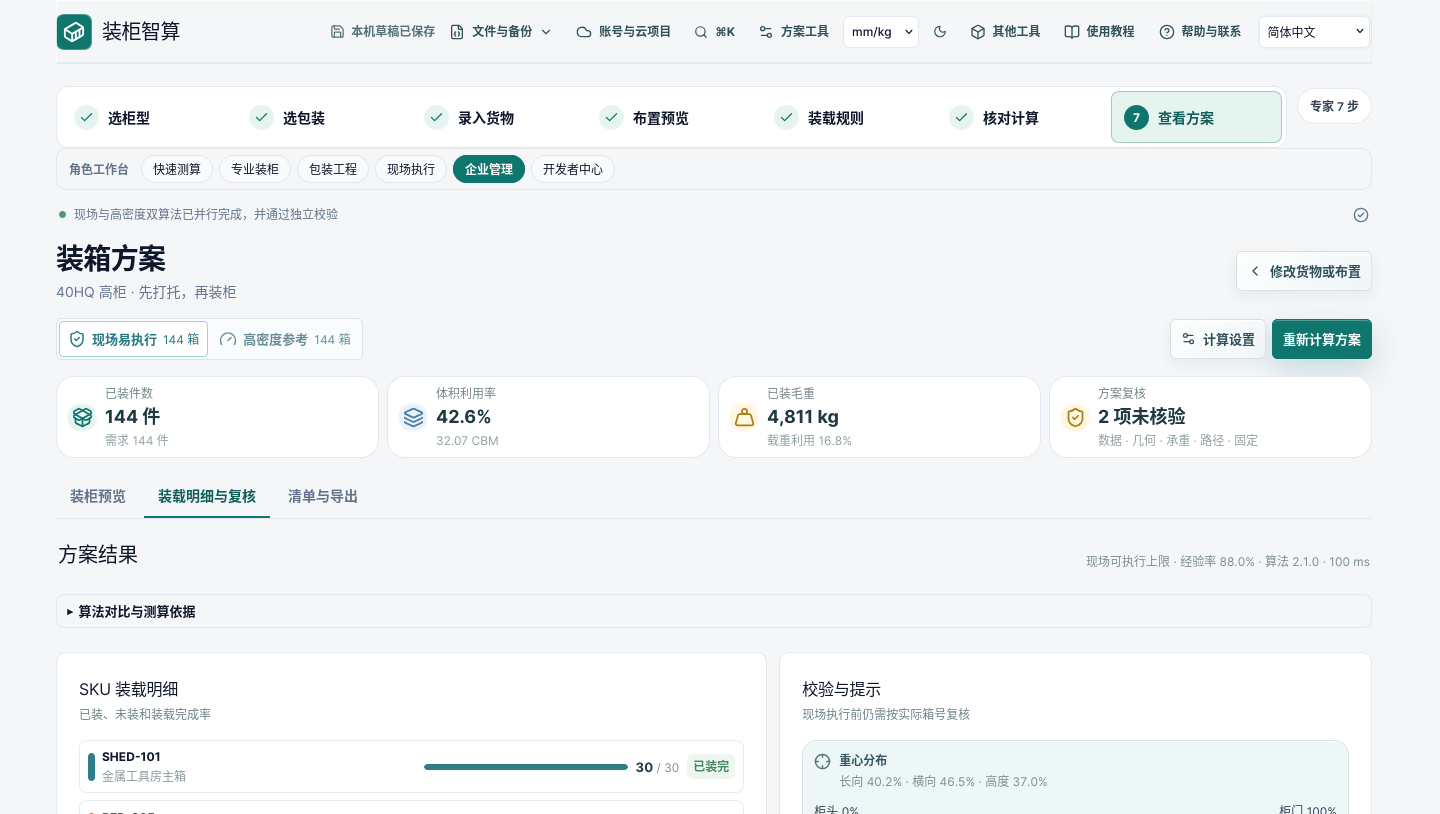 装柜智算
本机草稿已保存
文件与备份
账号与云项目
⌘K
方案工具
mm/kg
其他工具
使用教程
帮助与联系
简体中文
选柜型
选包装
录入货物
布置预览
装载规则
核对计算
7 查看方案
专家 7 步
角色工作台
快速测算
专业装柜
包装工程
现场执行
企业管理
开发者中心
现场与高密度双算法已并行完成，并通过独立校验
装箱方案
40HQ 高柜 · 先打托，再装柜
修改货物或布置
现场易执行 144 箱
高密度参考 144 箱
计算设置
重新计算方案
已装件数
144 件
需求 144 件
体积利用率
42.6%
32.07 CBM
已装毛重
4,811 kg
载重利用 16.8%
方案复核
2 项未核验
数据 · 几何 · 承重 · 路径 · 固定
装柜预览
装载明细与复核
清单与导出
方案结果
现场可执行上限 · 经验率 88.0% · 算法 2.1.0 · 100 ms
算法对比与测算依据
SKU 装载明细
已装、未装和装载完成率
SHED-101
金属工具房主箱
30 / 30
已装完
校验与提示
现场执行前仍需按实际箱号复核
重心分布
长向 40.2% · 横向 46.5% · 高度 37.0%
柜头 0%
柜门 100%